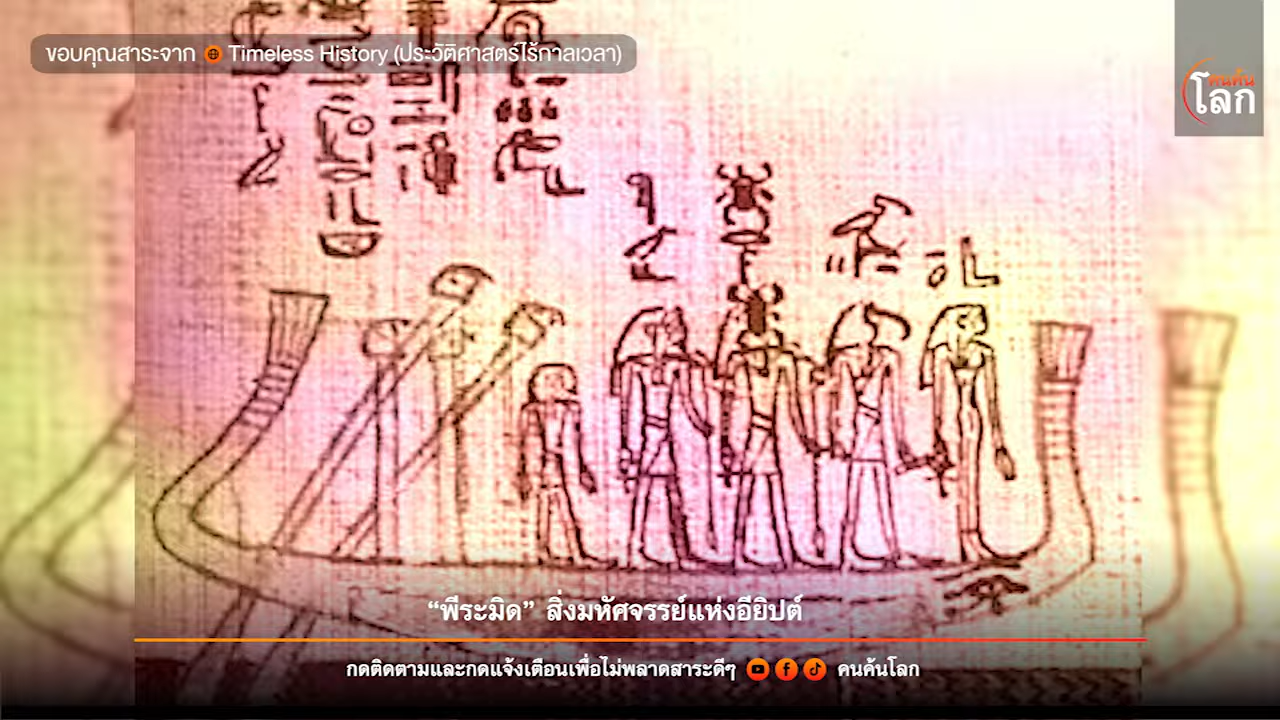 ขอบคุณสาระจาก Timeless History (ประวัติศาสตร์ไร้กาลเวลา)
คนค้น
โลก
“พีระมิด” สิ่งมหัศจรรย์แห่งอียิปต์
กดติดตามและกดแจ้งเตือนเพื่อไม่พลาดสาระดีๆ คนค้นโลก